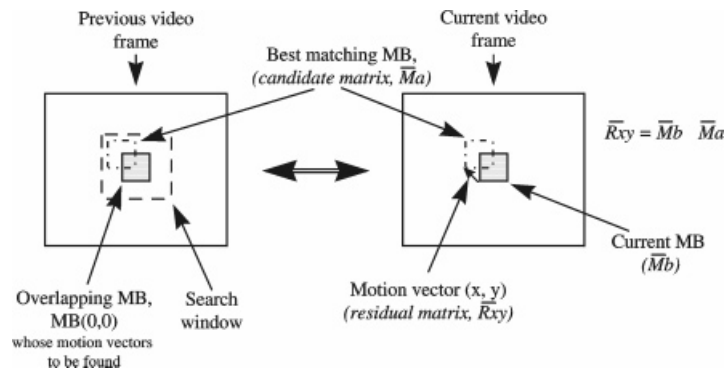 Previous video
frame
Current video
frame
Best matching MB,
(candidate matrix, M̅a)
R̅xy = M̅b M̅a
Current MB
(M̅b)
Overlapping MB,
MB(0,0)
whose motion vectors
to be found
Search
window
Motion vector (x, y)
(residual matrix, R̅xy)